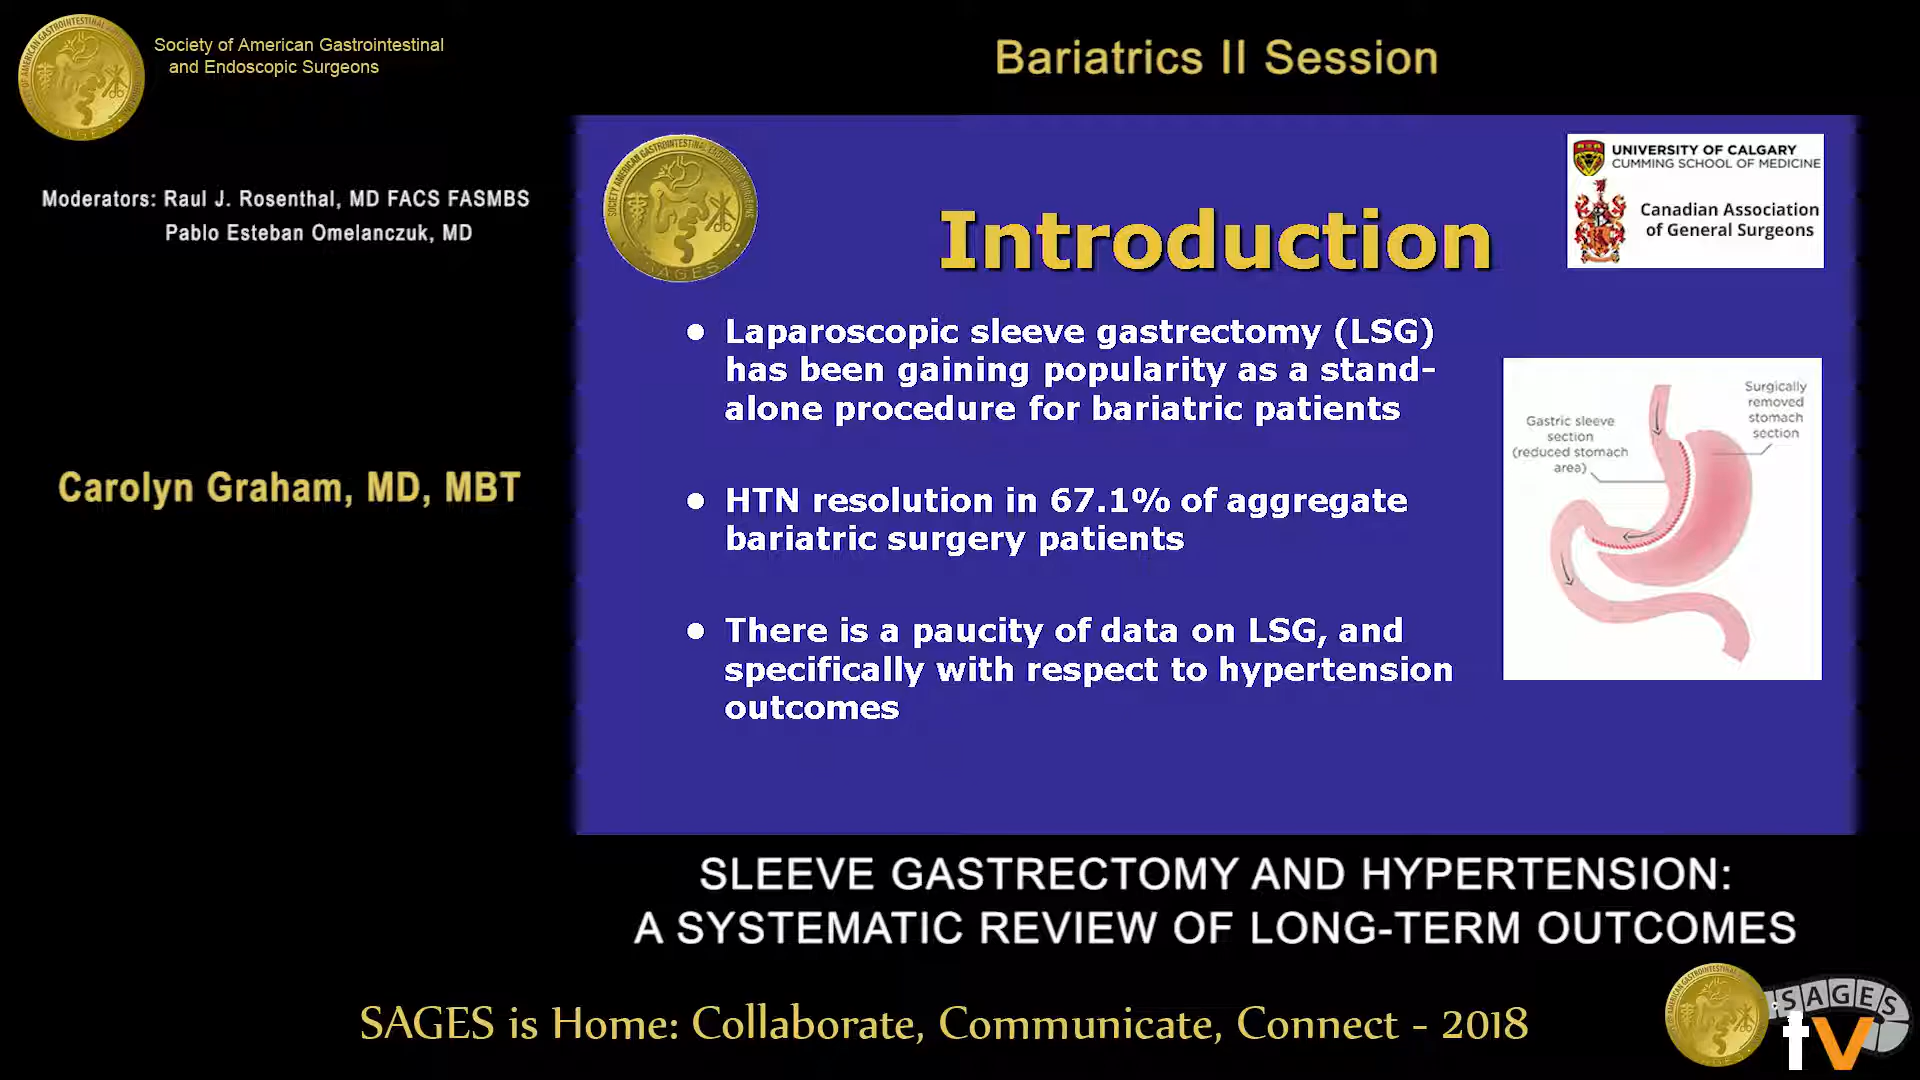 Society of American Gastrointestinal
and Endoscopic Surgeons
Bariatrics II Session
Moderators: Raul J. Rosenthal, MD FACS FASMBS
Pablo Esteban Omelanczuk, MD
Carolyn Graham, MD, MBT
UNIVERSITY OF CALGARY
CUMMING SCHOOL OF MEDICINE
Canadian Association
of General Surgeons
Introduction
• Laparoscopic sleeve gastrectomy (LSG)
has been gaining popularity as a stand-
alone procedure for bariatric patients
• HTN resolution in 67.1% of aggregate
bariatric surgery patients
• There is a paucity of data on LSG, and
specifically with respect to hypertension
outcomes
Gastric sleeve
section
(reduced stomach
area)
Surgically
removed
stomach
section
SLEEVE GASTRECTOMY AND HYPERTENSION:
A SYSTEMATIC REVIEW OF LONG-TERM OUTCOMES
SAGES is Home: Collaborate, Communicate, Connect - 2018
SAGES
tv